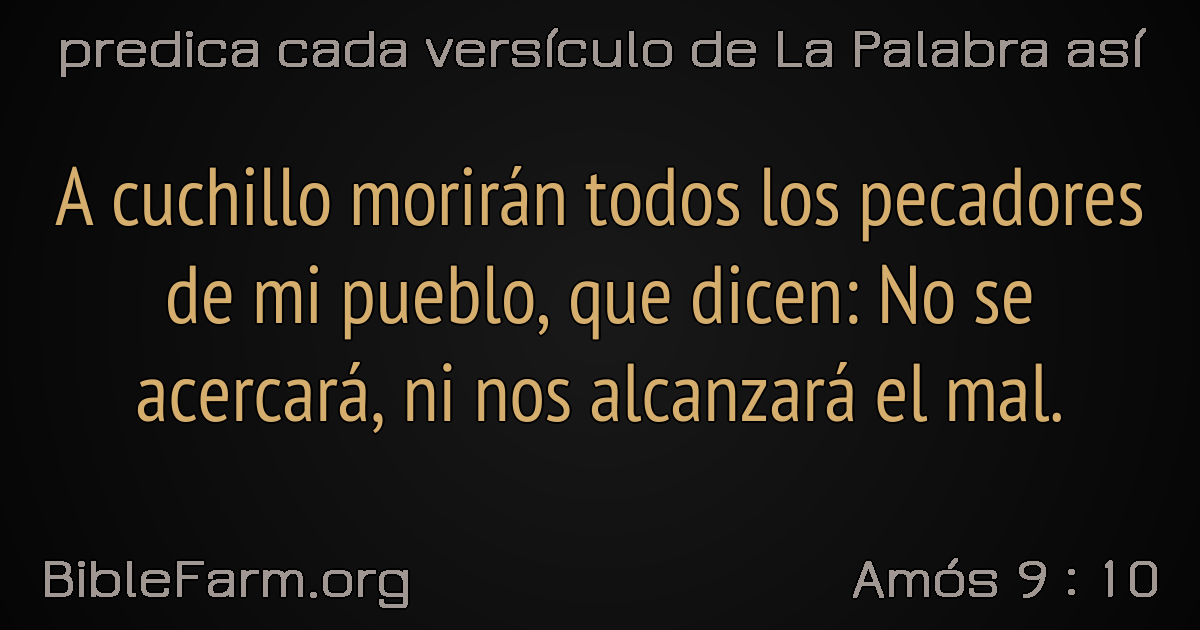 predica cada versículo de La Palabra así
A cuchillo morirán todos los pecadores
de mi pueblo, que dicen: No se
acercará, ni nos alcanzará el mal.
BibleFarm.org
Amós 9 : 10